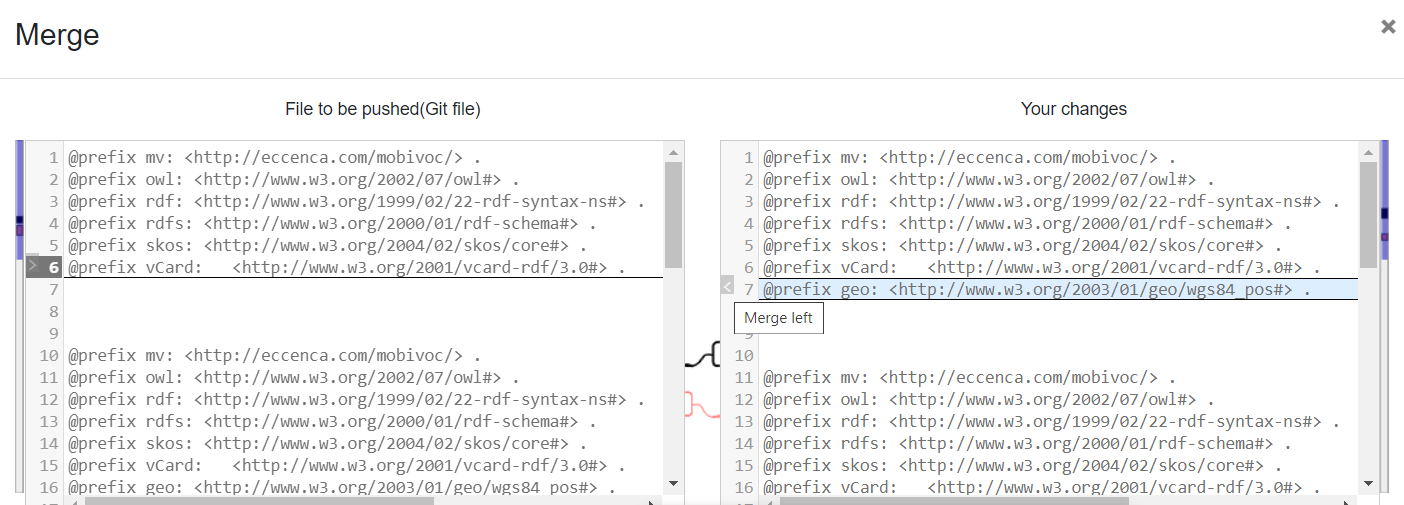 Merge
×
File to be pushed(Git file)
1 @prefix mv: <http://eccenca.com/mobivoc/> .
2 @prefix owl: <http://www.w3.org/2002/07/owl#> .
3 @prefix rdf: <http://www.w3.org/1999/02/22-rdf-syntax-ns#> .
4 @prefix rdfs: <http://www.w3.org/2000/01/rdf-schema#> .
5 @prefix skos: <http://www.w3.org/2004/02/skos/core#> .
> 6 @prefix vCard:   <http://www.w3.org/2001/vcard-rdf/3.0#> .
7
8
9
10 @prefix mv: <http://eccenca.com/mobivoc/> .
11 @prefix owl: <http://www.w3.org/2002/07/owl#> .
12 @prefix rdf: <http://www.w3.org/1999/02/22-rdf-syntax-ns#> .
13 @prefix rdfs: <http://www.w3.org/2000/01/rdf-schema#> .
14 @prefix skos: <http://www.w3.org/2004/02/skos/core#> .
15 @prefix vCard:   <http://www.w3.org/2001/vcard-rdf/3.0#> .
16 @prefix geo: <http://www.w3.org/2003/01/geo/wgs84_pos#> .
Your changes
1 @prefix mv: <http://eccenca.com/mobivoc/> .
2 @prefix owl: <http://www.w3.org/2002/07/owl#> .
3 @prefix rdf: <http://www.w3.org/1999/02/22-rdf-syntax-ns#> .
4 @prefix rdfs: <http://www.w3.org/2000/01/rdf-schema#> .
5 @prefix skos: <http://www.w3.org/2004/02/skos/core#> .
6 @prefix vCard:   <http://www.w3.org/2001/vcard-rdf/3.0#> .
< 7 @prefix geo: <http://www.w3.org/2003/01/geo/wgs84_pos#> .
Merge left
9
10
11 @prefix mv: <http://eccenca.com/mobivoc/> .
12 @prefix owl: <http://www.w3.org/2002/07/owl#> .
13 @prefix rdf: <http://www.w3.org/1999/02/22-rdf-syntax-ns#> .
14 @prefix rdfs: <http://www.w3.org/2000/01/rdf-schema#> .
15 @prefix skos: <http://www.w3.org/2004/02/skos/core#> .
16 @prefix vCard:   <http://www.w3.org/2001/vcard-rdf/3.0#> .